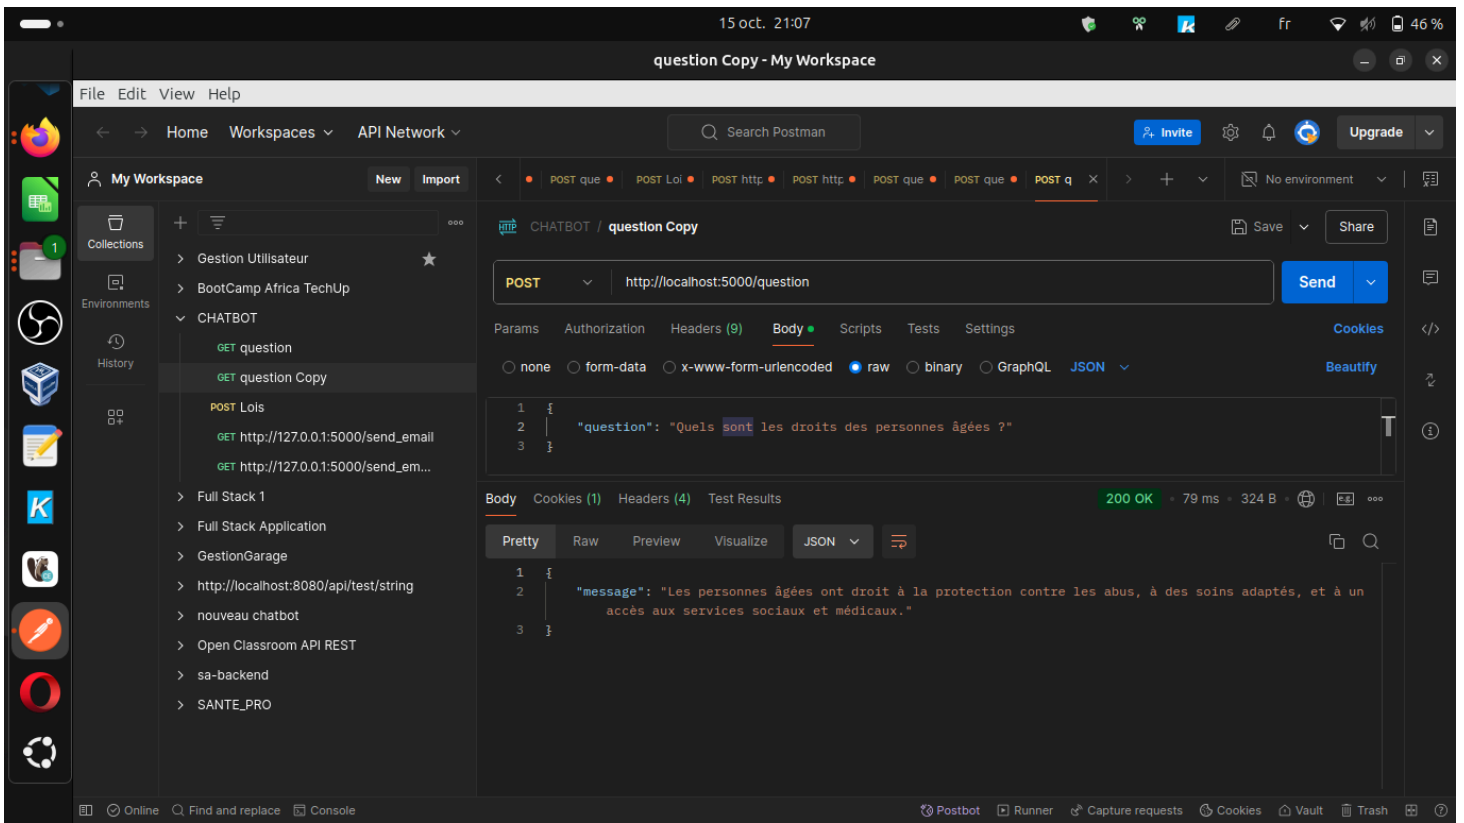 15 oct. 21:07
fr
46 %
question Copy - My Workspace
File Edit View Help
Home Workspaces API Network
Search Postman
Invite
Upgrade
My Workspace New Import
POST que POST Loi POST http POST http POST que POST que POST q
No environment
Collections
Environments
History
Gestion Utilisateur
BootCamp Africa TechUp
CHATBOT
GET question
GET question Copy
POST Lois
GET http://127.0.0.1:5000/send_email
GET http://127.0.0.1:5000/send_em...
Full Stack 1
Full Stack Application
GestionGarage
http://localhost:8080/api/test/string
nouveau chatbot
Open Classroom API REST
sa-backend
SANTE_PRO
HTTP CHATBOT / question Copy
Save Share
POST http://localhost:5000/question
Send
Params Authorization Headers (9) Body Scripts Tests Settings Cookies
none form-data x-www-form-urlencoded raw binary GraphQL JSON Beautify
1 {
2 "question": "Quels sont les droits des personnes âgées ?"
3 }
Body Cookies (1) Headers (4) Test Results 200 OK 79 ms 324 B e.g.
Pretty Raw Preview Visualize JSON
1 {
2 "message": "Les personnes âgées ont droit à la protection contre les abus, à des soins adaptés, et à un
accès aux services sociaux et médicaux."
3 }
Online Find and replace Console Postbot Runner Capture requests Cookies Vault Trash
1